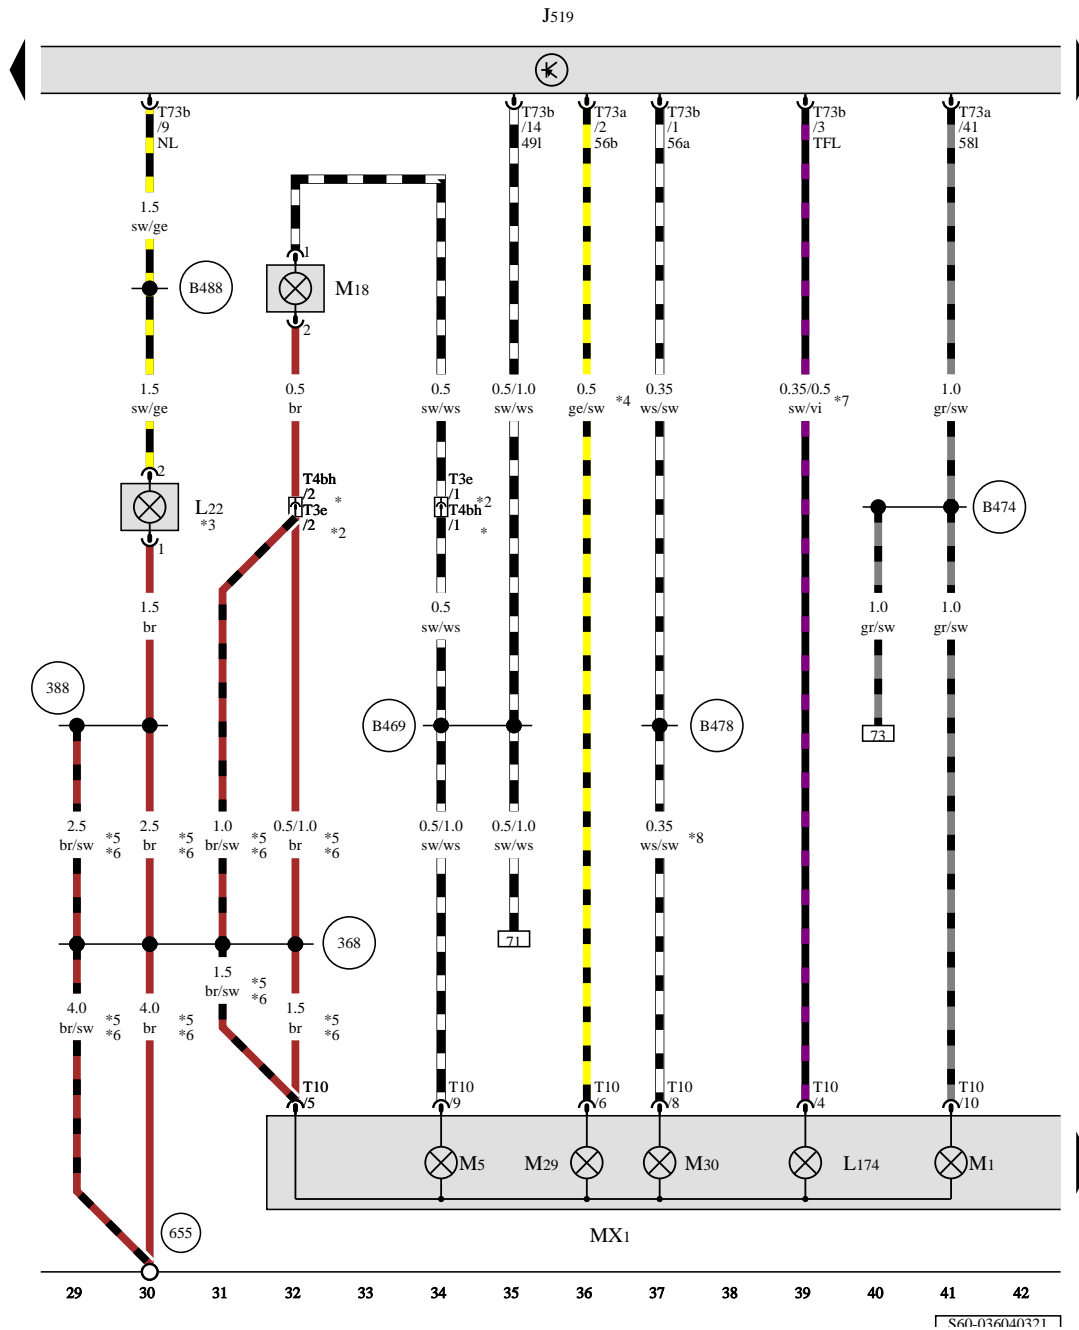 J519
T73b
/9
NL
T73b
/14
49l
T73a
/2
56b
T73b
/1
56a
T73b
/3
TFL
T73a
/41
58l
1.5
sw/ge
1
B488
M18
2
1.5
sw/ge
0.5
br
0.5
sw/ws
0.5/1.0
sw/ws
0.5
ge/sw
*4
0.35
ws/sw
0.35/0.5
sw/vi
*7
1.0
gr/sw
2
L22
*3
1
T4bh
/2
*
T3e
/2
*2
T3e
/1
*2
T4bh
/1
*
B474
1.5
br
0.5
sw/ws
1.0
gr/sw
1.0
gr/sw
388
B469
B478
73
2.5
br/sw
*5
*6
2.5
br
*5
*6
1.0
br/sw
*5
*6
0.5/1.0
br
*5
*6
0.5/1.0
sw/ws
0.5/1.0
sw/ws
0.35
ws/sw
*8
368
71
1.5
br/sw
*5
*6
4.0
br/sw
*5
*6
4.0
br
*5
*6
1.5
br
*5
*6
T10
/5
T10
/9
T10
/6
T10
/8
T10
/4
T10
/10
M5
M29
M30
L174
M1
MX1
655
29 30 31 32 33 34 35 36 37 38 39 40 41 42
S60-036040321